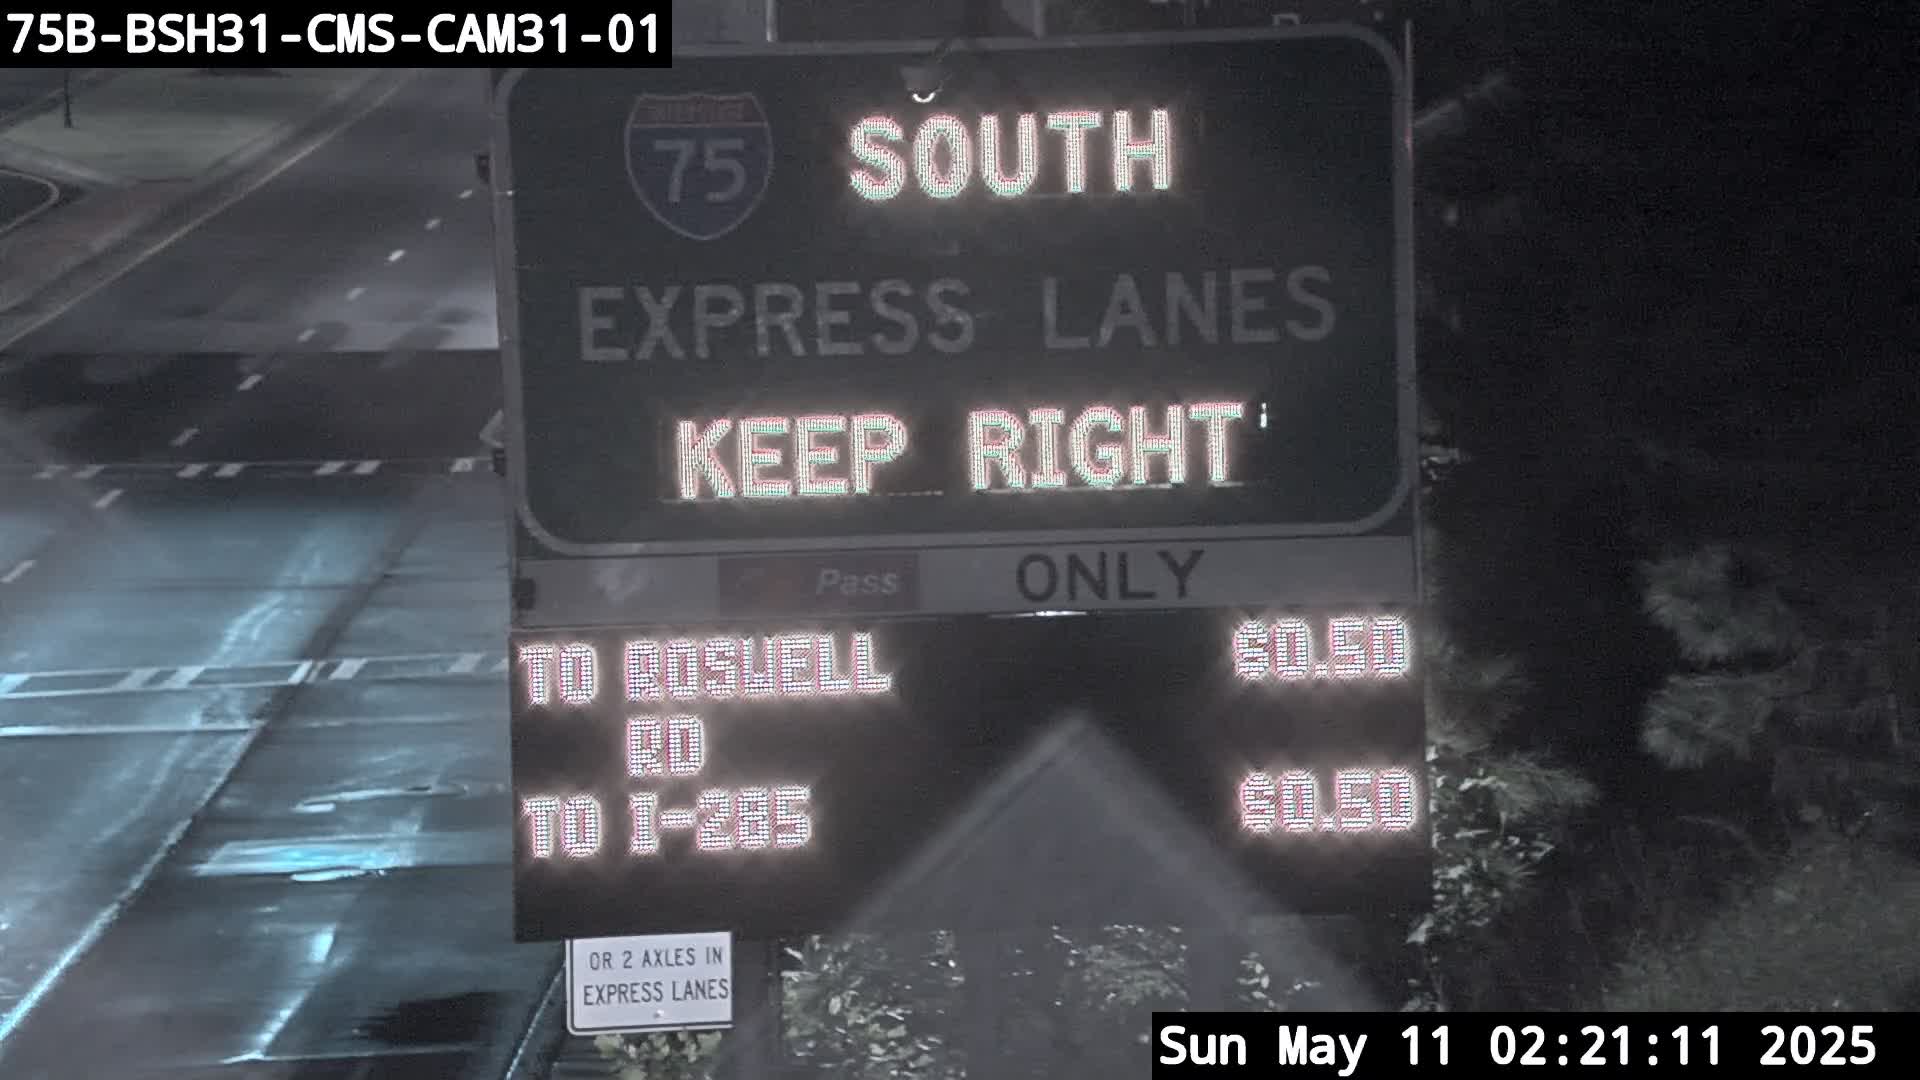 75B-BSH31-CMS-CAM31-01
75 SOUTH
EXPRESS LANES
KEEP RIGHT
Pass ONLY
TO ROSWELL $0.50
RD
TO I-285 $0.50
OR 2 AXLES IN
EXPRESS LANES
Sun May 11 02:21:11 2025